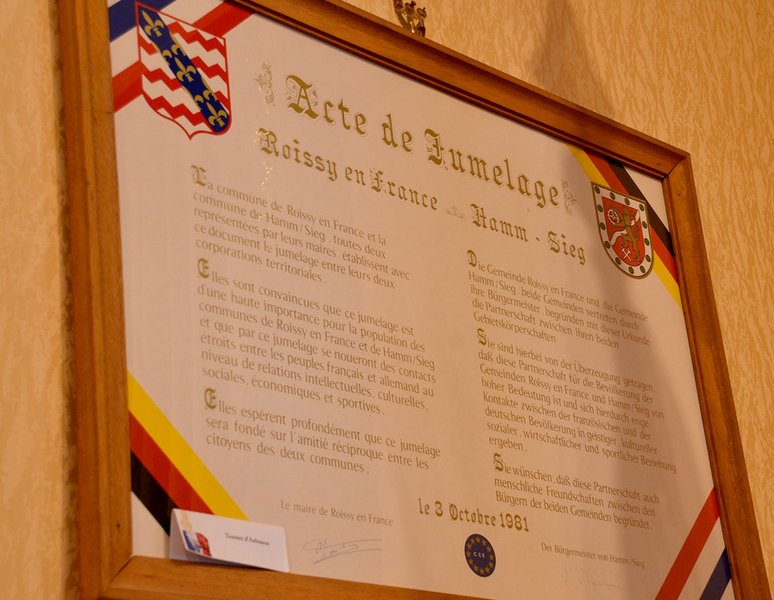 Acte de Jumelage
Roissy en France - Hamm - Sieg
La commune de Roissy en France et la
commune de Hamm/Sieg, toutes deux
représentées par leurs maires, établissent avec
ce document le jumelage entre leurs deux
corporations territoriales.
Elles sont convaincues que ce jumelage est
d'une haute importance pour la population des
communes de Roissy en France et de Hamm/Sieg
et que par ce jumelage se noueront des contacts
étroits entre les peuples français et allemand au
niveau de relations intellectuelles, culturelles,
sociales, économiques et sportives.
Elles espèrent profondément que ce jumelage
sera fondé sur l'amitié réciproque entre les
citoyens des deux communes.
Die Gemeinde Roissy en France und die Gemeinde
Hamm/Sieg, beide Gemeinden vertreten durch
ihre Bürgermeister, begründen mit dieser Urkunde
die Partnerschaft zwischen ihren beiden
Gebietskörperschaften
Sie sind hierbei von der Überzeugung getragen,
daß diese Partnerschaft für die Bevölkerung der
Gemeinden Roissy en France und Hamm/Sieg von
hoher Bedeutung ist und sich hierdurch enge
Kontakte zwischen der französischen und der
deutschen Bevölkerung in geistiger, kultureller,
sozialer, wirtschaftlicher und sportlicher Beziehung
ergeben.
Sie wünschen, daß diese Partnerschaft auch
menschliche Freundschaften zwischen den
Bürgern der beiden Gemeinden begründet.
Le maire de Roissy en France
le 3 Octobre 1981
Der Bürgermeister von Hamm/Sieg
CCE